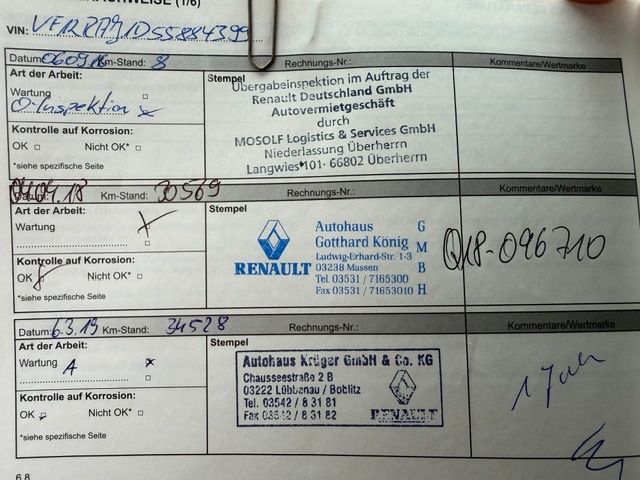 (1/6)
VIN: VFRRAJ1D55884399
Datum: 06.09.16 Km-Stand: 8 Rechnungs-Nr.: Kommentare/Wertmarke
Art der Arbeit:
Wartung
O-Inspektion
Kontrolle auf Korrosion:
OK Nicht OK*
*siehe spezifische Seite
Stempel
Übergabeinspektion im Auftrag der
Renault Deutschland GmbH
Autovermietgeschäft
durch
MOSOLF Logistics & Services GmbH
Niederlassung Überherrn
Langwies 101· 66802 Überherrn
Km-Stand: 30569 Rechnungs-Nr.: Kommentare/Wertmarke
Art der Arbeit:
Wartung
Kontrolle auf Korrosion:
OK Nicht OK*
*siehe spezifische Seite
Stempel
RENAULT
Autohaus G
Gotthard König M
Ludwig-Erhard-Str. 1-3
03238 Massen B
Tel. 03531 / 7165300
Fax 03531 / 71653010 H
Q18-096710
Datum: 6.3.19 Km-Stand: 34528 Rechnungs-Nr.: Kommentare/Wertmarke
Art der Arbeit:
Wartung A
Kontrolle auf Korrosion:
OK Nicht OK*
*siehe spezifische Seite
Stempel
Autohaus Krüger GmbH & Co. KG
Chausseestraße 2 B
03222 Lübbenau / Boblitz
Tel. 03542 / 8 31 81
Fax 03542 / 8 31 82
RENAULT
6.8